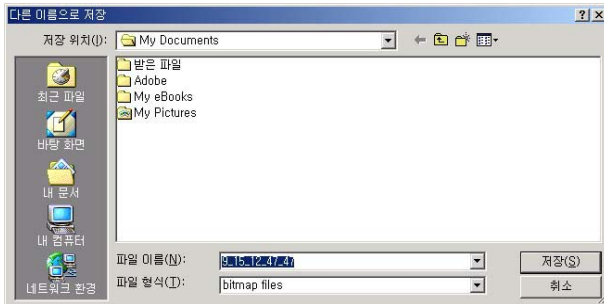 다른 이름으로 저장
저장 위치(I): My Documents
최근 파일
바탕 화면
내 문서
내 컴퓨터
네트워크 환경
받은 파일
Adobe
My eBooks
My Pictures
파일 이름(N): 9_15_12_47_47
저장(S)
파일 형식(T): bitmap files
취소